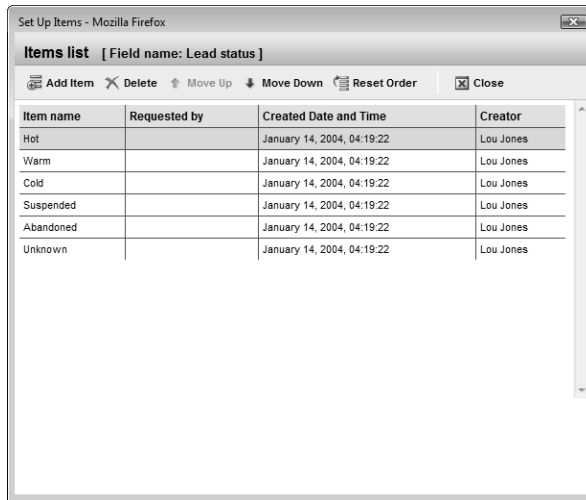 Set Up Items - Mozilla Firefox
Items list [ Field name: Lead status ]
Add Item Delete Move Up Move Down Reset Order Close
Item name Requested by Created Date and Time Creator
Hot January 14, 2004, 04:19:22 Lou Jones
Warm January 14, 2004, 04:19:22 Lou Jones
Cold January 14, 2004, 04:19:22 Lou Jones
Suspended January 14, 2004, 04:19:22 Lou Jones
Abandoned January 14, 2004, 04:19:22 Lou Jones
Unknown January 14, 2004, 04:19:22 Lou Jones